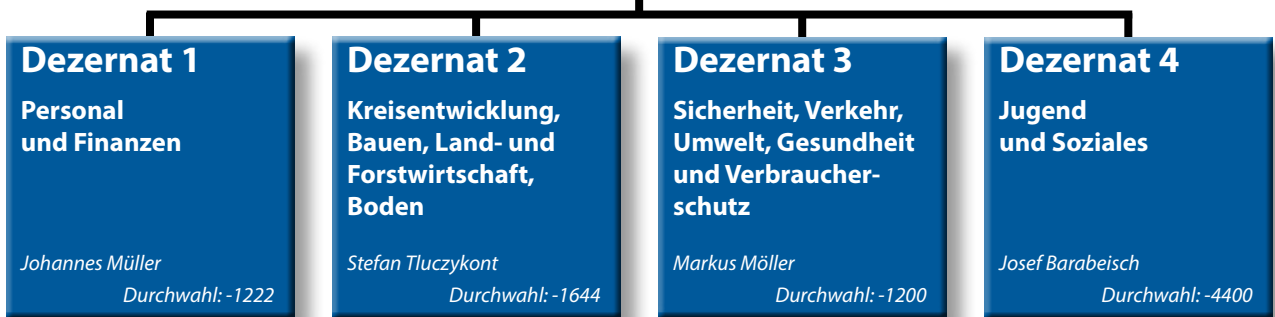 Dezernat 1
Personal
und Finanzen
Johannes Müller
Durchwahl: -1222
Dezernat 2
Kreisentwicklung,
Bauen, Land- und
Forstwirtschaft,
Boden
Stefan Tluczykont
Durchwahl: -1644
Dezernat 3
Sicherheit, Verkehr,
Umwelt, Gesundheit
und Verbraucher-
schutz
Markus Möller
Durchwahl: -1200
Dezernat 4
Jugend
und Soziales
Josef Barabeisch
Durchwahl: -4400